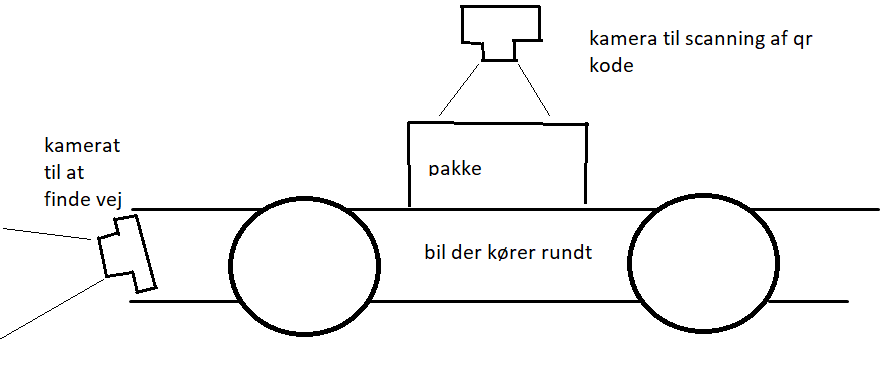 kamera til scanning af qr
kode
kamerat
til at
finde vej
pakke
bil der kører rundt